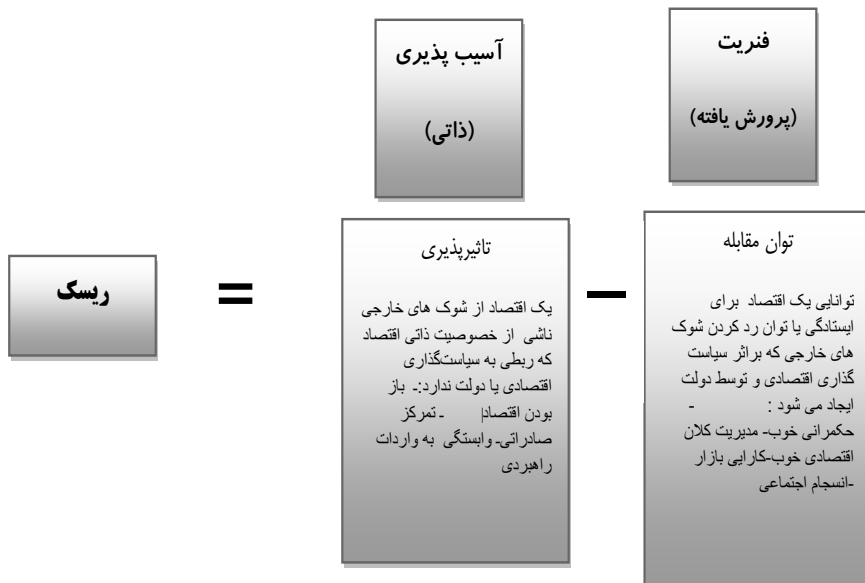 فنریت
(پرورش یافته)
آسیب پذیری
(ذاتی)
توان مقابله
توانایی یک اقتصاد برای
ایستادگی یا توان رد کردن شوک
های خارجی که براثر سیاست
گذاری اقتصادی و توسط دولت
ایجاد می شود : -
حکمرانی خوب- مدیریت کلان
اقتصادی خوب-کارایی بازار
-انسجام اجتماعی
–
تاثیرپذیری
یک اقتصاد از شوک های خارجی
ناشی از خصوصیت ذاتی اقتصاد
که ربطی به سیاست‌گذاری
اقتصادی یا دولت ندارد:ـ باز
بودن اقتصاد| ـ تمرکز
صادراتی- وابستگی به واردات
راهبردی
=
ریسک